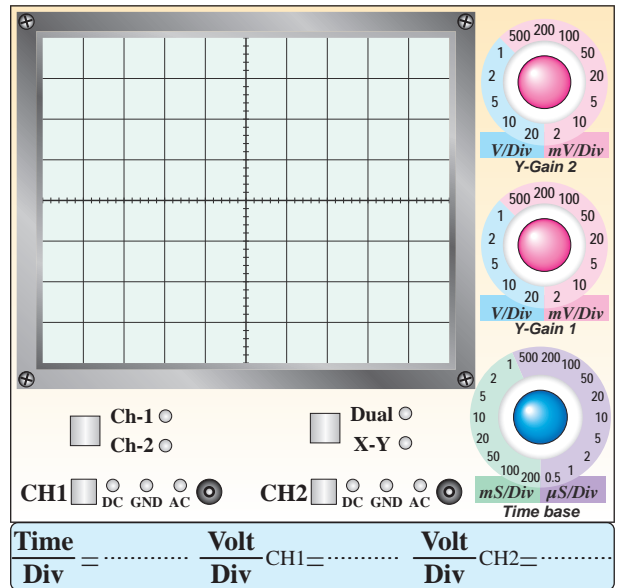 500 200 100
1 50
2 20
5 5
10 10
20 2
V/Div mV/Div
Y-Gain 2
500 200 100
1 50
2 20
5 5
10 10
20 2
V/Div mV/Div
Y-Gain 1
1 500 200 100
2 50
5 20
10 10
20 5
50 2
100 200 0.5 1
mS/Div µS/Div
Time base
Ch-1
Ch-2
Dual
X-Y
CH1 DC GND AC
CH2 DC GND AC
Time/Div = ............... Volt/Div CH1=............... Volt/Div CH2=...............